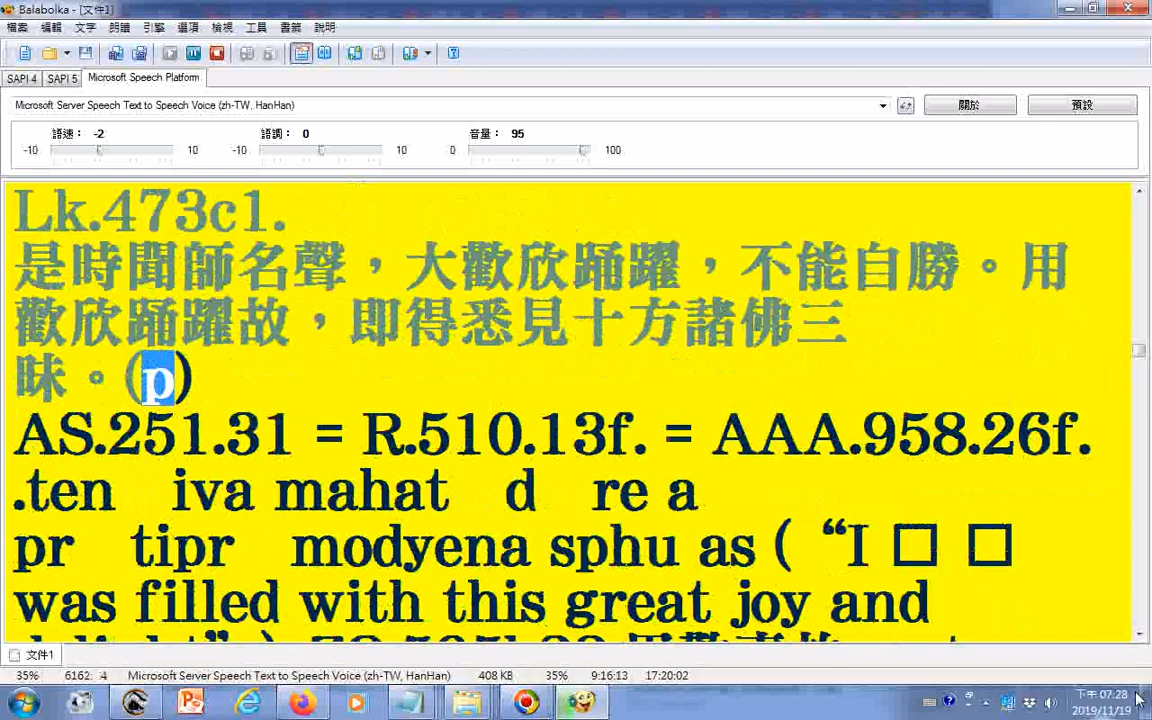 Balabolka - [文件1]
檔案 編輯 文字 朗讀 引擎 選項 檢視 工具 書籤 說明
SAPI 4 SAPI 5 Microsoft Speech Platform
Microsoft Server Speech Text to Speech Voice (zh-TW, HanHan) 關於 預設
語速： -2 語調： 0 音量： 95
-10 10 -10 10 0 100
Lk.473c1.
是時聞師名聲，大歡欣踊躍，不能自勝。用
歡欣踊躍故，即得悉見十方諸佛三
昧。(p)
AS.251.31 = R.510.13f. = AAA.958.26f.
.ten iva mahat d re a
pr tipr modyena sphu as ( “I □ □
was filled with this great joy and
文件1
35% 6162: 4 Microsoft Server Speech Text to Speech Voice (zh-TW, HanHan) 408 KB 35% 9:16:13 17:20:02
下午 07:28
2019/11/19